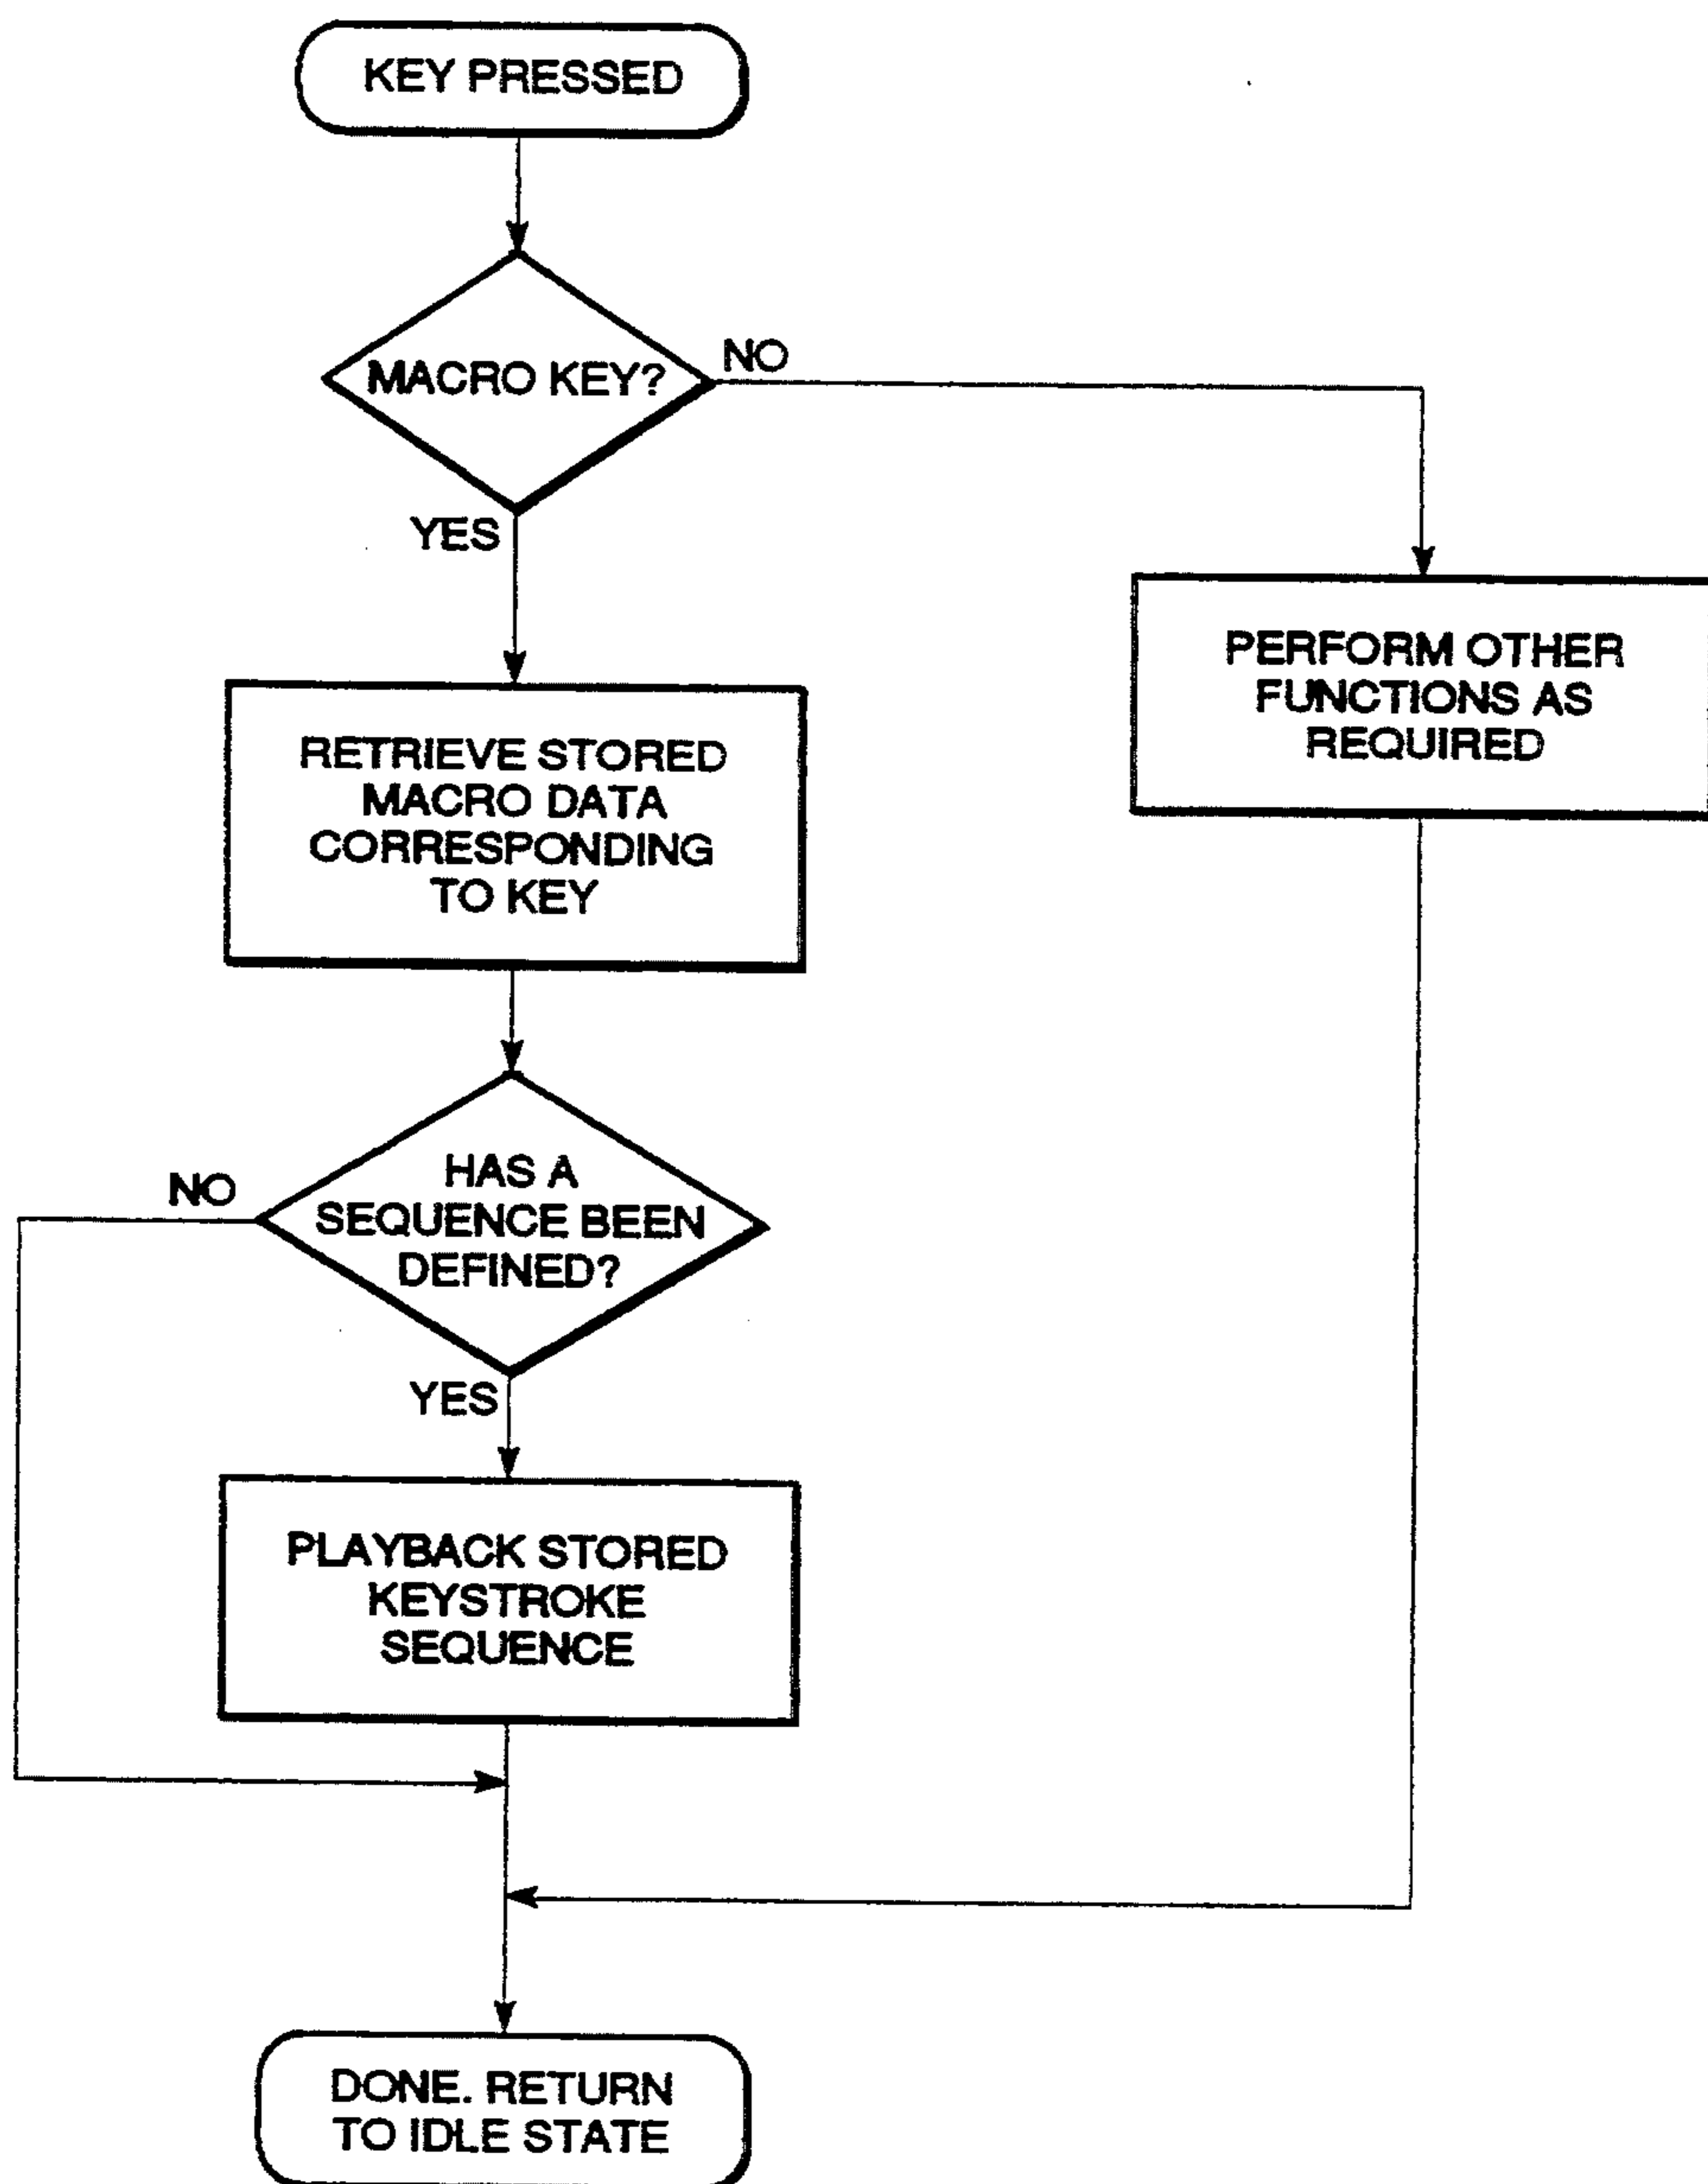 KEY PRESSED
MACRO KEY?
NO
YES
PERFORM OTHER
FUNCTIONS AS
REQUIRED
RETRIEVE STORED
MACRO DATA
CORRESPONDING
TO KEY
NO
HAS A
SEQUENCE BEEN
DEFINED?
YES
PLAYBACK STORED
KEYSTROKE
SEQUENCE
DONE. RETURN
TO IDLE STATE